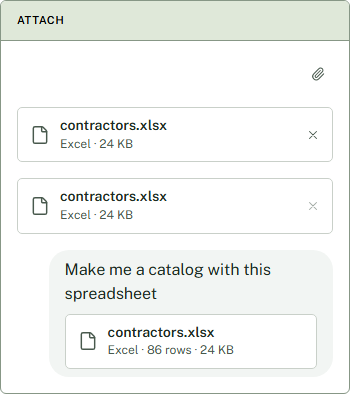 ATTACH
contractors.xlsx
Excel · 24 KB
contractors.xlsx
Excel · 24 KB
Make me a catalog with this
spreadsheet
contractors.xlsx
Excel · 86 rows · 24 KB